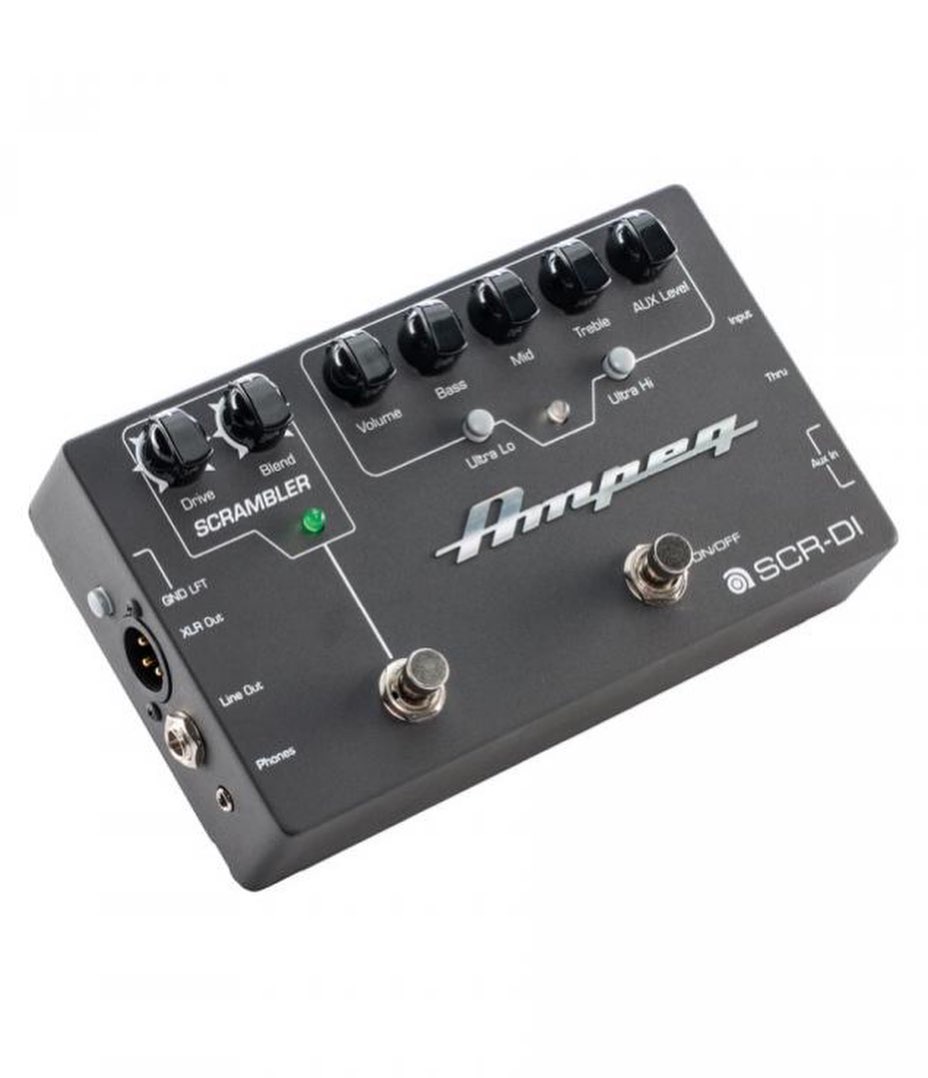 Volume
Bass
Mid
Treble
AUX Level
Ultra Lo
Ultra Hi
Drive
Blend
SCRAMBLER
Ampeg
ON/OFF
SCR-DI
Input
Thru
Aux In
GND LFT
XLR Out
Line Out
Phones